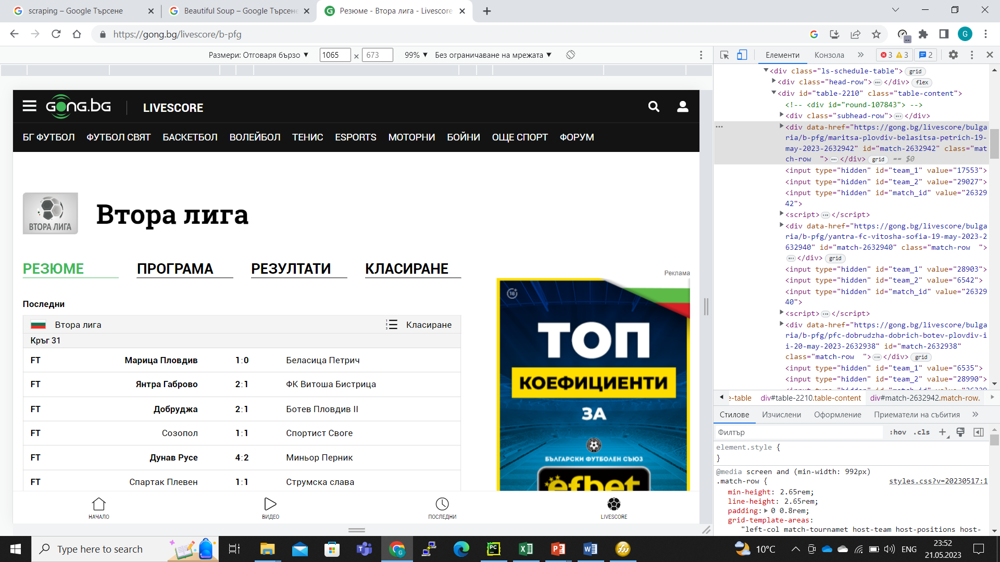 scraping – Google Търсене
Beautiful Soup – Google Търсене
Резюме - Втора лига - Livescore
https://gong.bg/livescore/b-pfg
G
Размери: Отговаря бързо ▼ 1065 × 673 99% ▼ Без ограничаване на мрежата ▼
Елементи Конзола » 3 3 2
GONG.BG LIVESCORE
БГ ФУТБОЛ ФУТБОЛ СВЯТ БАСКЕТБОЛ ВОЛЕЙБОЛ ТЕНИС ESPORTS МОТОРНИ БОЙНИ ОЩЕ СПОРТ ФОРУМ
ВТОРА ЛИГА
Втора лига
РЕЗЮМЕ ПРОГРАМА РЕЗУЛТАТИ КЛАСИРАНЕ
Последни
Втора лига Класиране
Кръг 31
FT Марица Пловдив 1:0 Беласица Петрич
FT Янтра Габрово 2:1 ФК Витоша Бистрица
FT Добруджа 2:1 Ботев Пловдив II
FT Созопол 1:1 Спортист Своге
FT Дунав Русе 4:2 Миньор Перник
FT Спартак Плевен 1:1 Струмска слава
Реклама
18+
ТОП
КОЕФИЦИЕНТИ
ЗА
БЪЛГАРСКИ ФУТБОЛЕН СЪЮЗ
efbet
НАЧАЛО ВИДЕО ПОСЛЕДНИ LIVESCORE
<div class="ls-schedule-table"> grid
<div class="head-row"> ••• </div> flex
<div id="table-2210" class="table-content">
<!-- <div id="round-107843"> -->
<div class="subhead-row"> ••• </div>
<div data-href="https://gong.bg/livescore/bulga
ria/b-pfg/maritsa-plovdiv-belasitsa-petrich-19-
may-2023-2632942" id="match-2632942" class="mat
ch-row  "> ••• </div> grid == $0
<input type="hidden" id="team_1" value="17553">
<input type="hidden" id="team_2" value="29027">
<input type="hidden" id="match_id" value="26329
42">
<script> ••• </script>
<div data-href="https://gong.bg/livescore/bulga
ria/b-pfg/yantra-fc-vitosha-sofia-19-may-2023-2
632940" id="match-2632940" class="match-row  ">
••• </div> grid
<input type="hidden" id="team_1" value="28903">
<input type="hidden" id="team_2" value="6542">
<input type="hidden" id="match_id" value="26329
40">
<script> ••• </script>
<div data-href="https://gong.bg/livescore/bulga
ria/b-pfg/pfc-dobrudzha-dobrich-botev-plovdiv-i
i-20-may-2023-2632938" id="match-2632938"
class="match-row  "> ••• </div> grid
<input type="hidden" id="team_1" value="6535">
<input type="hidden" id="team_2" value="28990">
e-table div#table-2210.table-content div#match-2632942.match-row.
Стилове Изчислени Оформление Приематели на събития »
Филтър :hov .cls +
element.style {
}
@media screen and (min-width: 992px)
.match-row { styles.css?v=20230517:1
min-height: 2.65rem;
line-height: 2.65rem;
padding: 0 0.8rem;
grid-template-areas:
"left-col match-tournamet host-team host-positions host-
Type here to search
10°C ENG 23:52
21.05.2023